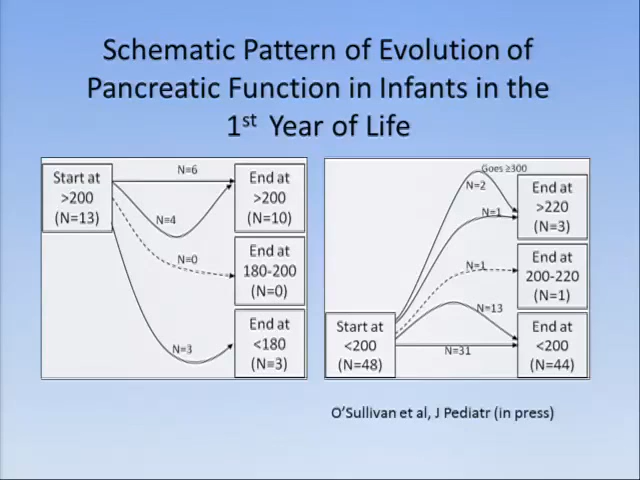 Schematic Pattern of Evolution of
Pancreatic Function in Infants in the
1st Year of Life
Start at
>200
(N=13)
N=6
N=4
N=0
N=3
End at
>200
(N=10)
End at
180-200
(N=0)
End at
<180
(N=3)
Start at
<200
(N=48)
Goes ≥300
N=2
N=1
N=1
N=13
N=31
End at
>220
(N=3)
End at
200-220
(N=1)
End at
<200
(N=44)
O'Sullivan et al, J Pediatr (in press)